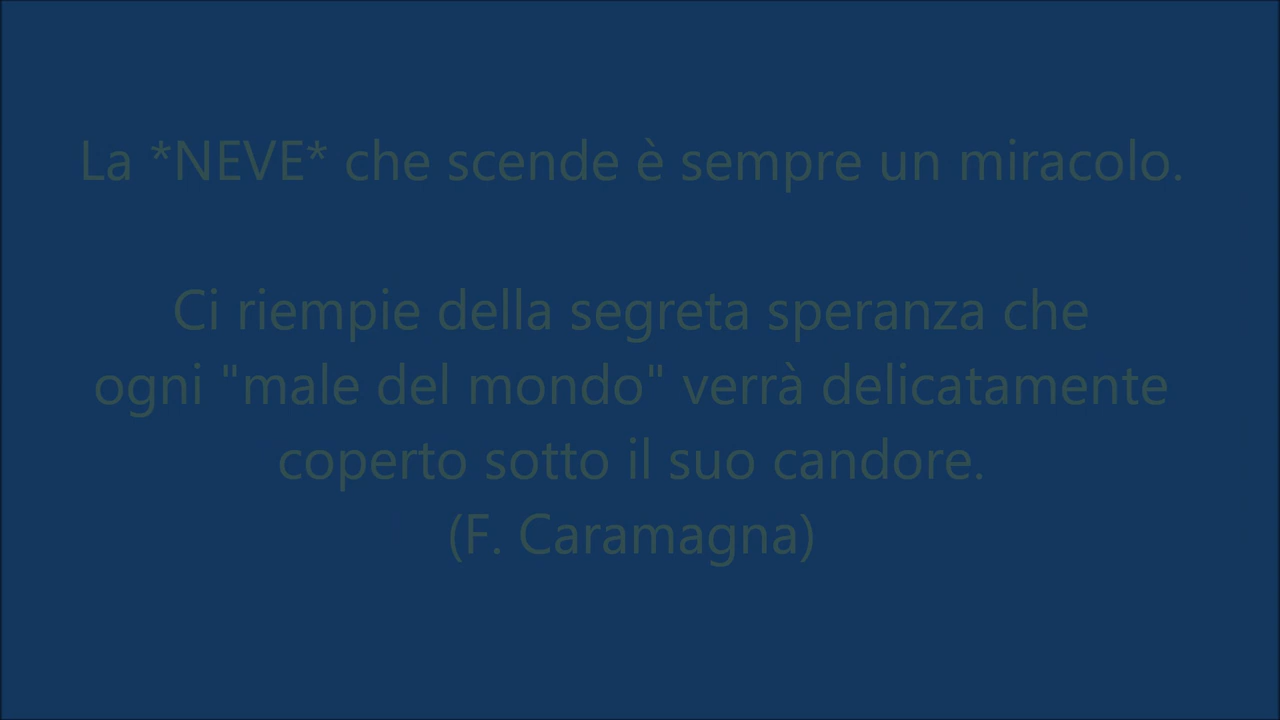 La *NEVE* che scende è sempre un miracolo.
Ci riempie della segreta speranza che
ogni "male del mondo" verrà delicatamente
coperto sotto il suo candore.
(F. Caramagna)